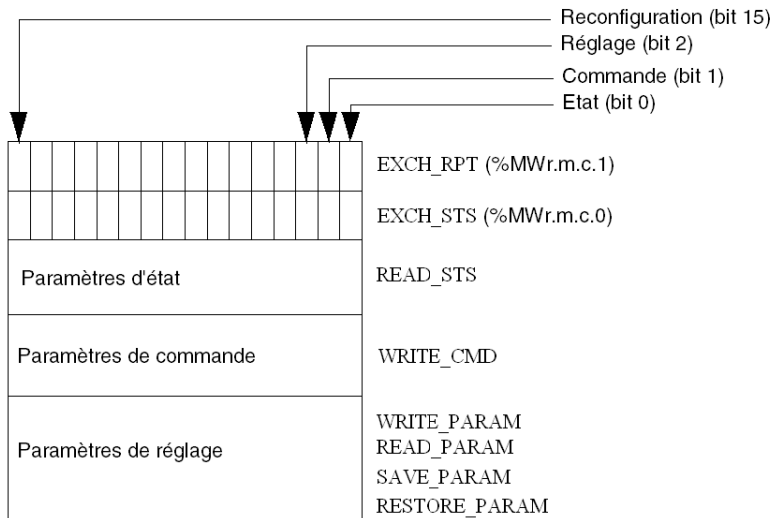 Reconfiguration (bit 15)
Réglage (bit 2)
Commande (bit 1)
Etat (bit 0)
EXCH_RPT (%MWr.m.c.1)
EXCH_STS (%MWr.m.c.0)
Paramètres d'état READ_STS
Paramètres de commande WRITE_CMD
WRITE_PARAM
Paramètres de réglage READ_PARAM
SAVE_PARAM
RESTORE_PARAM